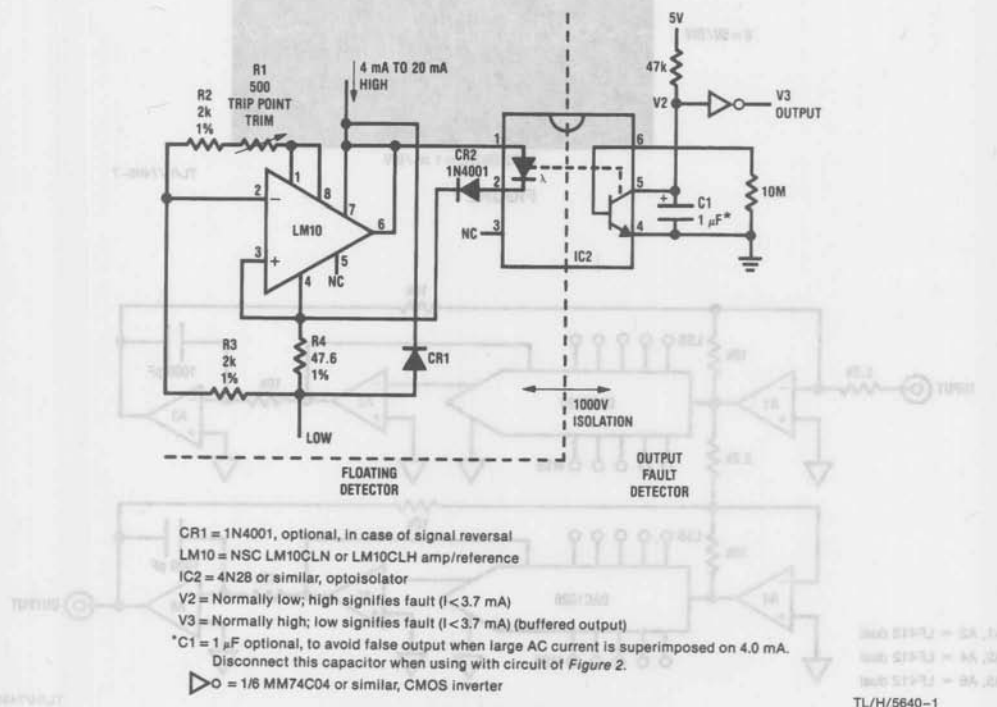 5V
47k
4 mA TO 20 mA
HIGH
R1
500
TRIP POINT
TRIM
R2
2k
1%
V2
V3
OUTPUT
1
6
CR2
1N4001
λ
2
5
+
C1
1 µF*
10M
1
8
2
−
7
LM10
6
3
+
5
NC
4
NC
3
4
IC2
R3
2k
1%
R4
47.6
1%
CR1
1000V
ISOLATION
LOW
FLOATING
DETECTOR
OUTPUT
FAULT
DETECTOR
CR1 = 1N4001, optional, in case of signal reversal
LM10 = NSC LM10CLN or LM10CLH amp/reference
IC2 = 4N28 or similar, optoisolator
V2 = Normally low; high signifies fault (I < 3.7 mA)
V3 = Normally high; low signifies fault (I < 3.7 mA) (buffered output)
*C1 = 1 µF optional, to avoid false output when large AC current is superimposed on 4.0 mA.
Disconnect this capacitor when using with circuit of Figure 2.
= 1/6 MM74C04 or similar, CMOS inverter
TL/H/5640-1